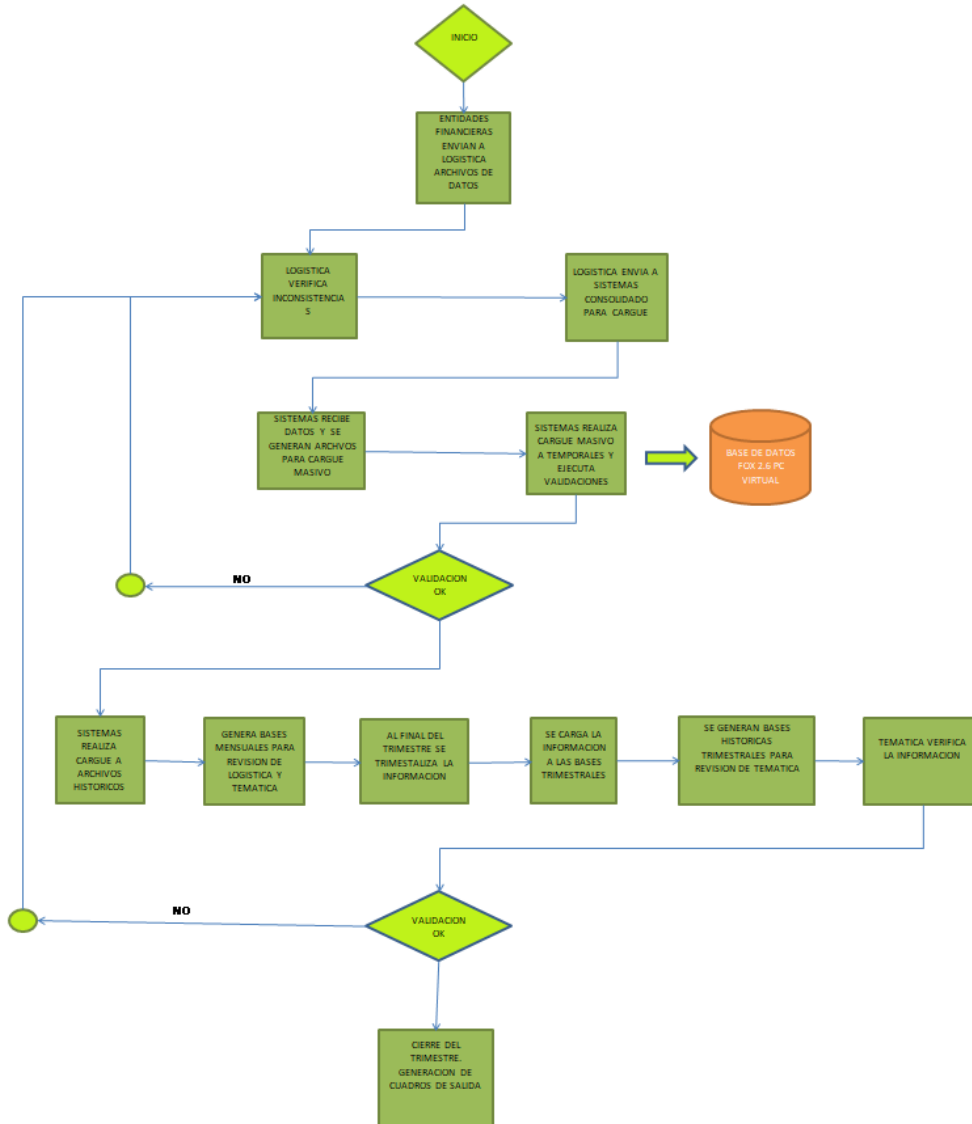 INICIO
ENTIDADES
FINANCIERAS
ENVIAN A
LOGISTICA
ARCHIVOS DE
DATOS
LOGISTICA
VERIFICA
INCONSISTENCIA
S
LOGISTICA ENVIA A
SISTEMAS
CONSOLIDADO
PARA CARGUE
SISTEMAS RECIBE
DATOS Y SE
GENERAN ARCHVOS
PARA CARGUE
MASIVO
SISTEMAS REALIZA
CARGUE MASIVO
A TEMPORALES Y
EJECUTA
VALIDACIONES
BASE DE DATOS
FOX 2.6 PC
VIRTUAL
NO
VALIDACION
OK
SISTEMAS
REALIZA
CARGUE A
ARCHIVOS
HISTORICOS
GENERA BASES
MENSUALES PARA
REVISION DE
LOGISTICA Y
TEMATICA
AL FINAL DEL
TRIMESTRE SE
TRIMESTALIZA LA
INFORMACION
SE CARGA LA
INFORMACION
A LAS BASES
TRIMESTRALES
SE GENERAN BASES
HISTORICAS
TRIMESTRALES PARA
REVISION DE TEMATICA
TEMATICA VERIFICA
LA INFORMACION
NO
VALIDACION
OK
CIERRE DEL
TRIMESTRE.
GENERACION DE
CUADROS DE SALIDA